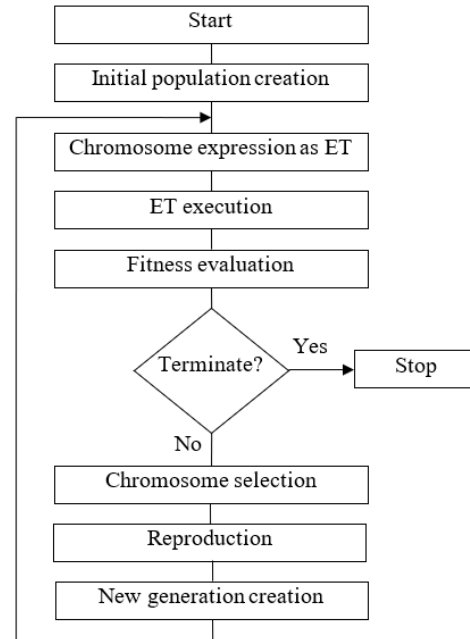 Start
Initial population creation
Chromosome expression as ET
ET execution
Fitness evaluation
Terminate?
Yes
Stop
No
Chromosome selection
Reproduction
New generation creation